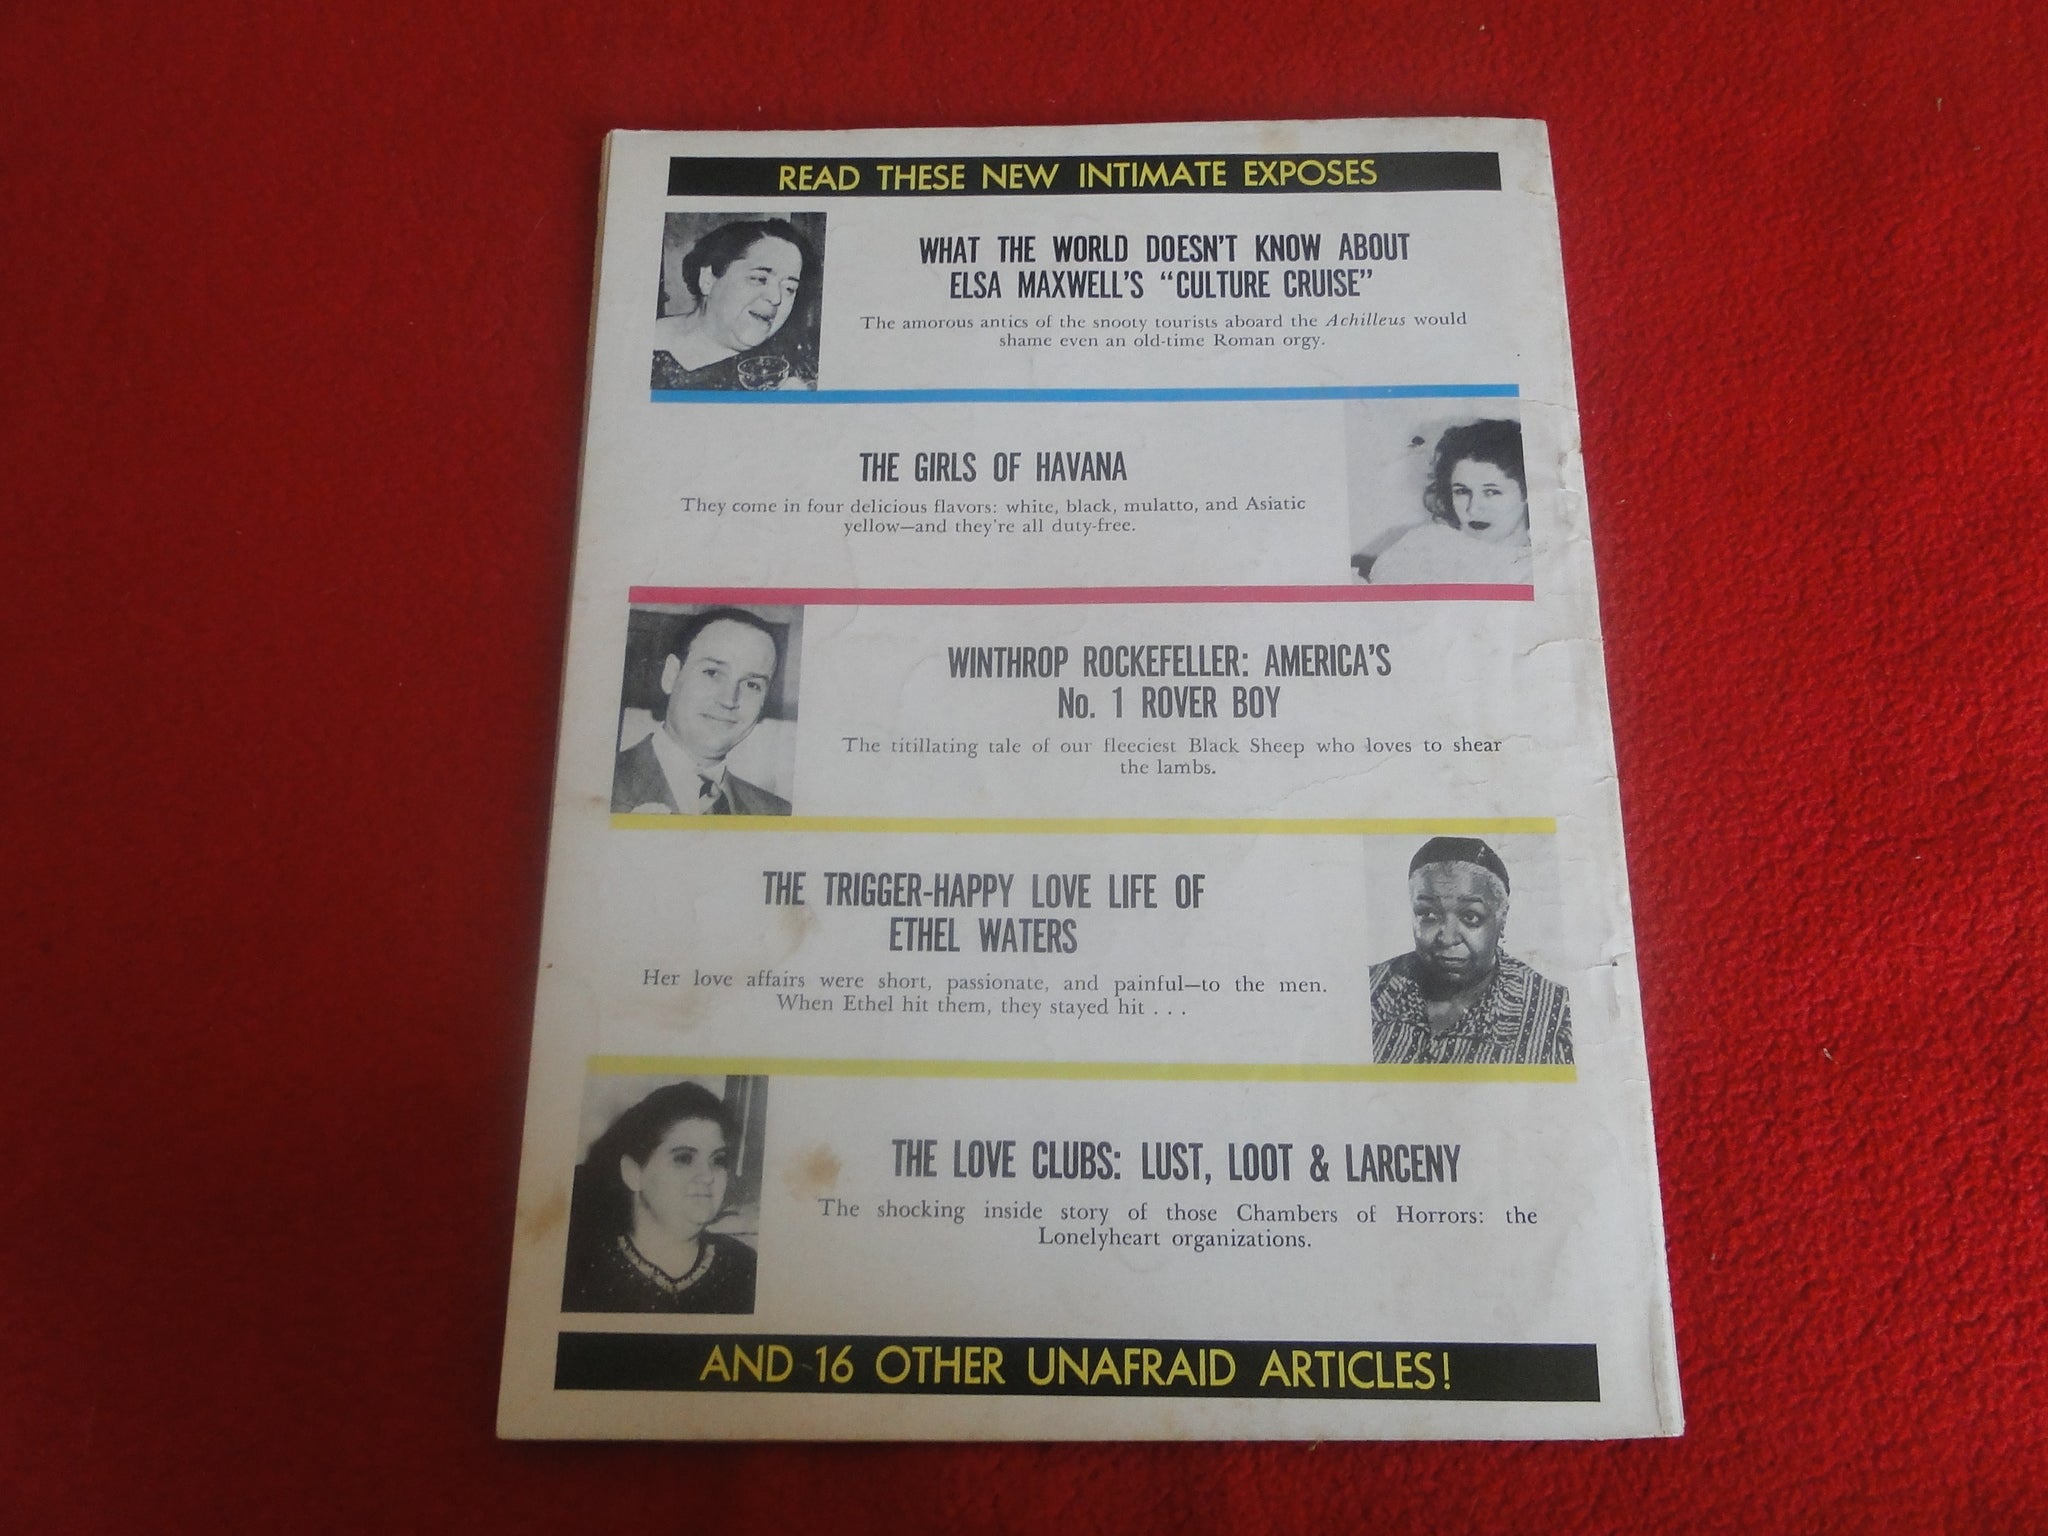 READ THESE NEW INTIMATE EXPOSES
WHAT THE WORLD DOESN'T KNOW ABOUT
ELSA MAXWELL'S “CULTURE CRUISE”
The amorous antics of the snooty tourists aboard the Achilleus would
shame even an old-time Roman orgy.
THE GIRLS OF HAVANA
They come in four delicious flavors: white, black, mulatto, and Asiatic
yellow—and they're all duty-free.
WINTHROP ROCKEFELLER: AMERICA'S
No. 1 ROVER BOY
The titillating tale of our fleeciest Black Sheep who loves to shear
the lambs.
THE TRIGGER-HAPPY LOVE LIFE OF
ETHEL WATERS
Her love affairs were short, passionate, and painful—to the men.
When Ethel hit them, they stayed hit . . .
THE LOVE CLUBS: LUST, LOOT & LARCENY
The shocking inside story of those Chambers of Horrors: the
Lonelyheart organizations.
AND 16 OTHER UNAFRAID ARTICLES!